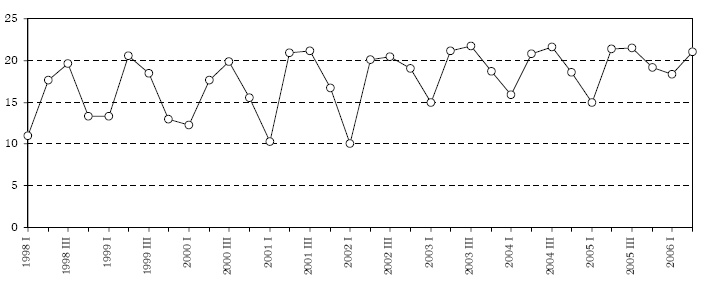 25
20
15
10
5
0
1998 I
1998 III
1999 I
1999 III
2000 I
2000 III
2001 I
2001 III
2002 I
2002 III
2003 I
2003 III
2004 I
2004 III
2005 I
2005 III
2006 I